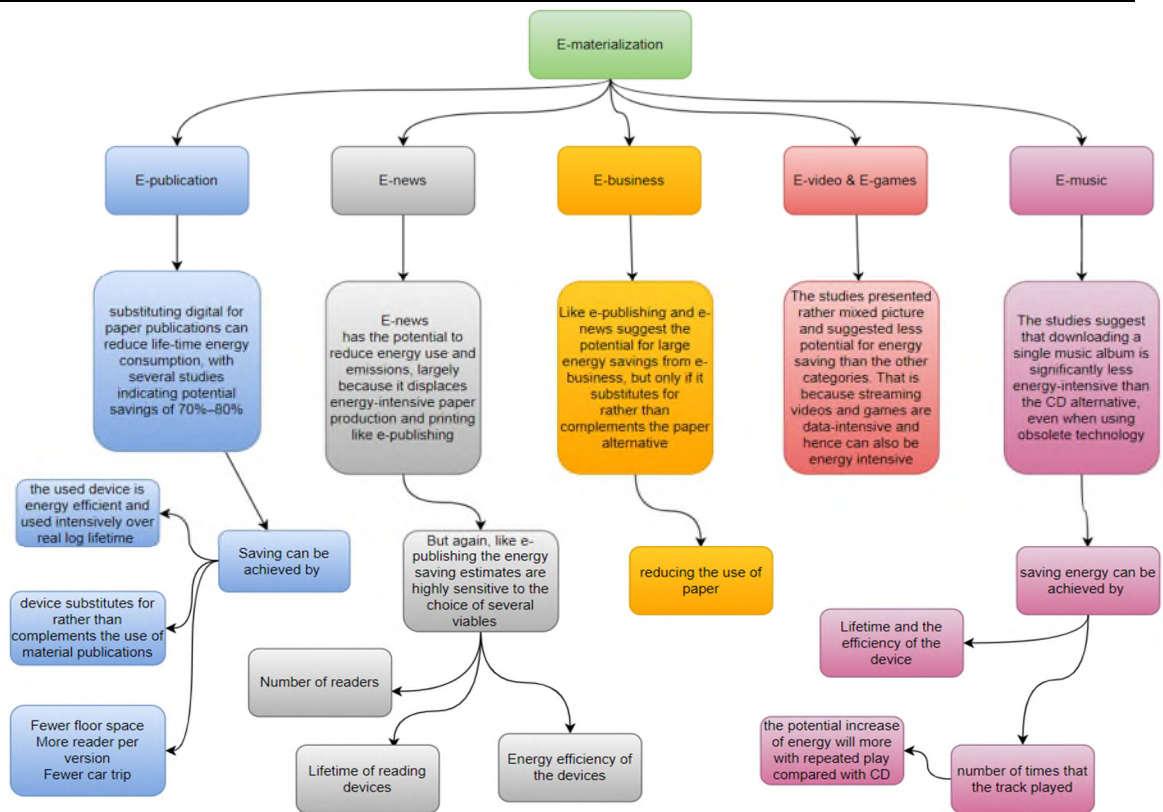 E-materialization
E-publication
E-news
E-business
E-video & E-games
E-music
substituting digital for
paper publications can
reduce life-time energy
consumption, with
several studies
indicating potential
savings of 70%–80%
E-news
has the potential to
reduce energy use and
emissions, largely
because it displaces
energy-intensive paper
production and printing
like e-publishing
Like e-publishing and e-
news suggest the
potential for large
energy savings from e-
business, but only if it
substitutes for
rather than
complements the paper
alternative
The studies presented
rather mixed picture
and suggested less
potential for energy
saving than the other
categories. That is
because streaming
videos and games are
data-intensive and
hence can also be
energy intensive
The studies suggest
that downloading a
single music album is
significantly less
energy-intensive than
the CD alternative,
even when using
obsolete technology
the used device is
energy efficient and
used intensively over
real log lifetime
Saving can be
achieved by
device substitutes for
rather than
complements the use of
material publications
Fewer floor space
More reader per
version
Fewer car trip
But again, like e-
publishing the energy
saving estimates are
highly sensitive to the
choice of several
viables
Number of readers
Lifetime of reading
devices
Energy efficiency of
the devices
reducing the use of
paper
saving energy can be
achieved by
Lifetime and the
efficiency of the
device
the potential increase
of energy will more
with repeated play
compared with CD
number of times that
the track played